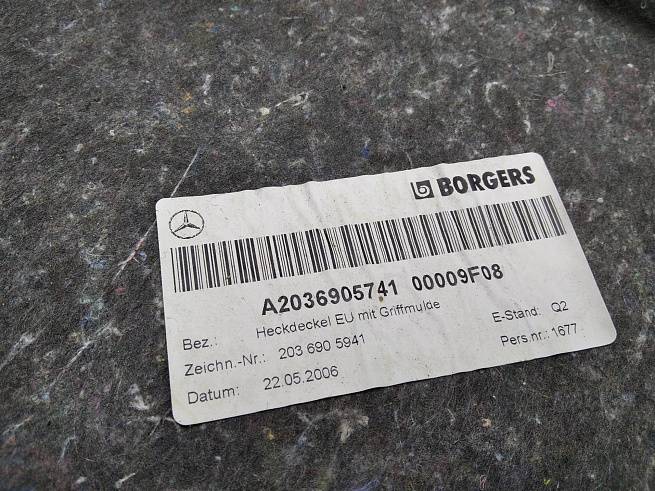 BORGERS
A2036905741 00009F08
Bez.: Heckdeckel EU mit Griffmulde E-Stand: Q2
Zeichn.-Nr.: 203 690 5941 Pers.nr.: 1677
Datum: 22.05.2006